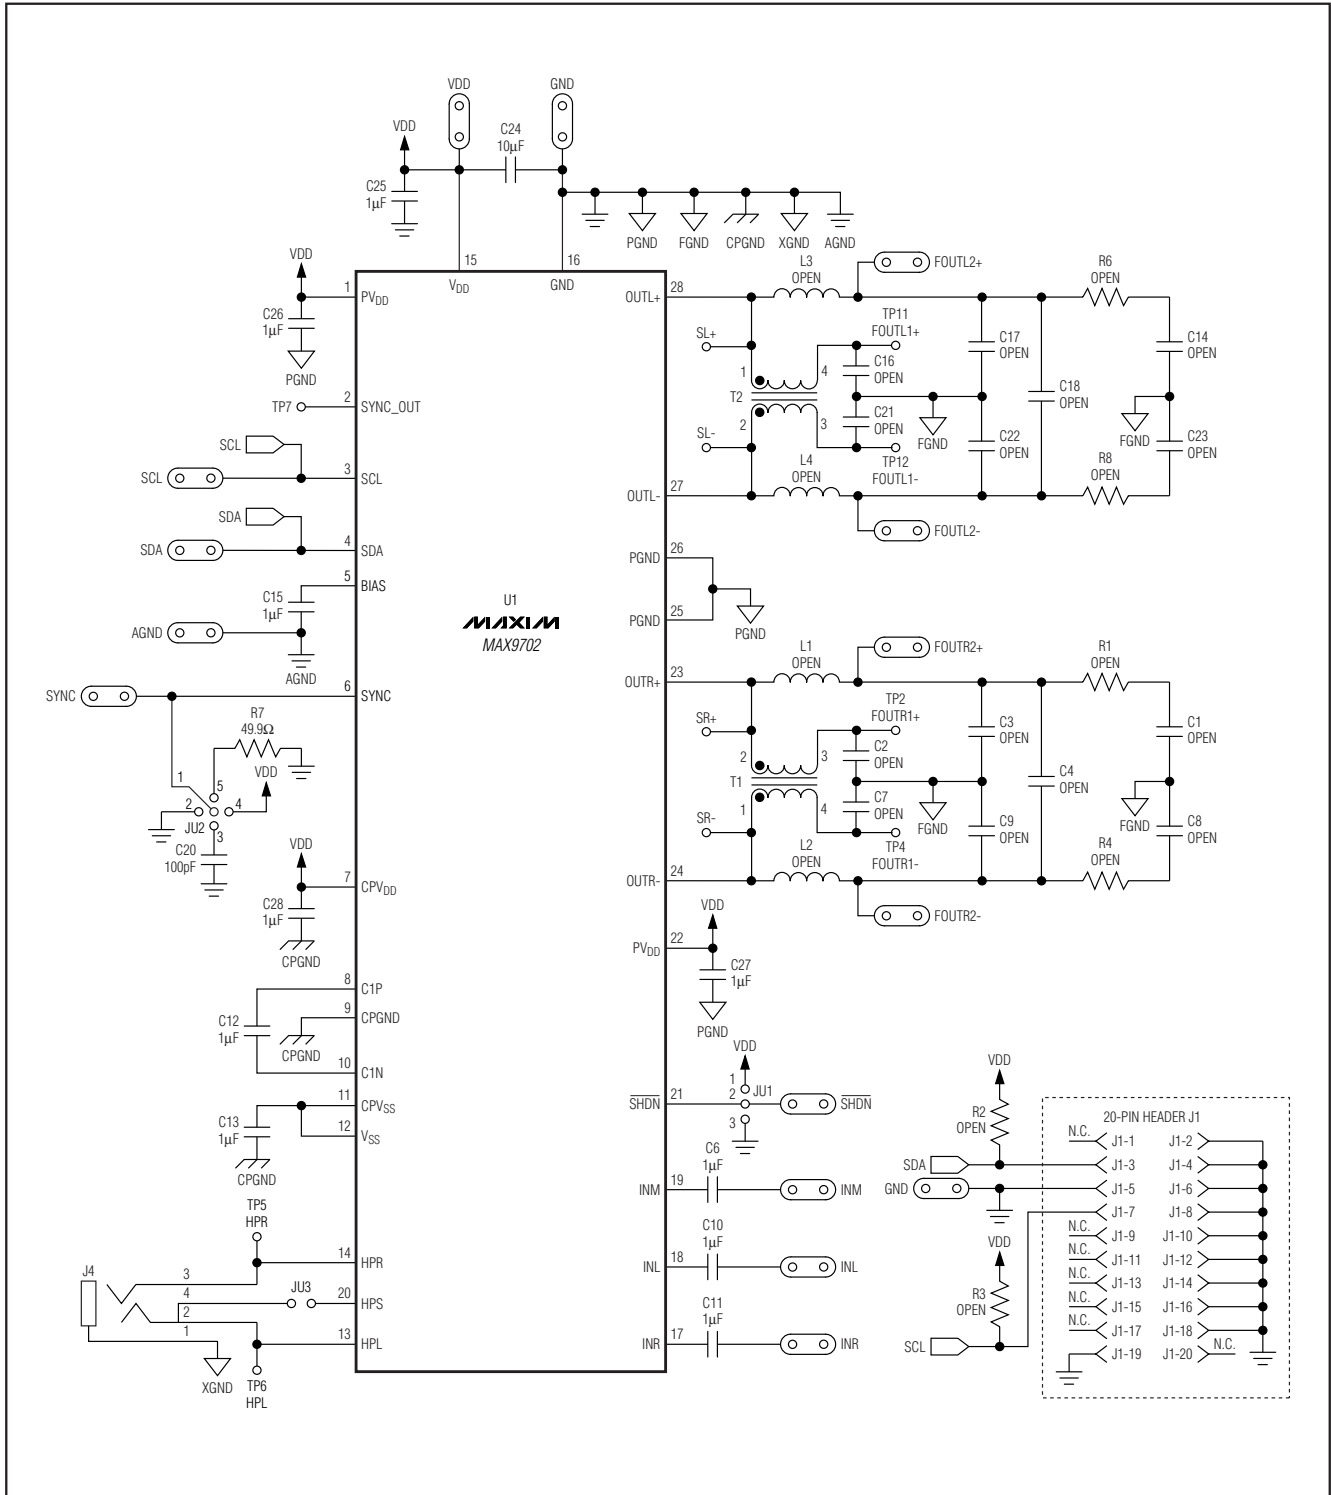 VDD
GND
C24
10µF
VDD
C25
1µF
PGND
FGND
CPGND
XGND
AGND
VDD
15
VDD
16
GND
1
PVDD
C26
1µF
PGND
TP7
2
SYNC_OUT
SCL
SCL
3
SCL
SDA
SDA
4
SDA
5
BIAS
C15
1µF
AGND
AGND
SYNC
6
SYNC
R7
49.9Ω
VDD
1
5
2
4
JU2
3
C20
100pF
VDD
7
CPVDD
C28
1µF
CPGND
8
C1P
9
CPGND
C12
1µF
CPGND
10
C1N
11
CPVSS
C13
1µF
12
VSS
CPGND
TP5
HPR
14
HPR
J4
3
4
JU3
20
HPS
2
1
13
HPL
XGND
TP6
HPL
U1
MAXIM
MAX9702
OUTL+
28
L3
OPEN
FOUTL2+
R6
OPEN
SL+
TP11
FOUTL1+
1
4
C16
OPEN
C17
OPEN
C14
OPEN
T2
C18
OPEN
2
3
C21
OPEN
FGND
FGND
SL-
TP12
FOUTL1-
C22
OPEN
C23
OPEN
L4
OPEN
R8
OPEN
OUTL-
27
FOUTL2-
PGND
26
PGND
25
PGND
OUTR+
23
L1
OPEN
FOUTR2+
R1
OPEN
SR+
TP2
FOUTR1+
2
3
C2
OPEN
C3
OPEN
C1
OPEN
T1
C4
OPEN
1
4
C7
OPEN
FGND
FGND
SR-
TP4
FOUTR1-
C9
OPEN
C8
OPEN
L2
OPEN
R4
OPEN
OUTR-
24
FOUTR2-
VDD
PVDD
22
C27
1µF
PGND
VDD
SHDN
21
1
2
3
JU1
SHDN
C6
1µF
INM
19
INM
C10
1µF
INL
18
INL
C11
1µF
INR
17
INR
VDD
R2
OPEN
SDA
GND
VDD
R3
OPEN
SCL
20-PIN HEADER J1
N.C. J1-1 J1-2
J1-3 J1-4
J1-5 J1-6
J1-7 J1-8
N.C. J1-9 J1-10
N.C. J1-11 J1-12
N.C. J1-13 J1-14
N.C. J1-15 J1-16
N.C. J1-17 J1-18
J1-19 J1-20 N.C.